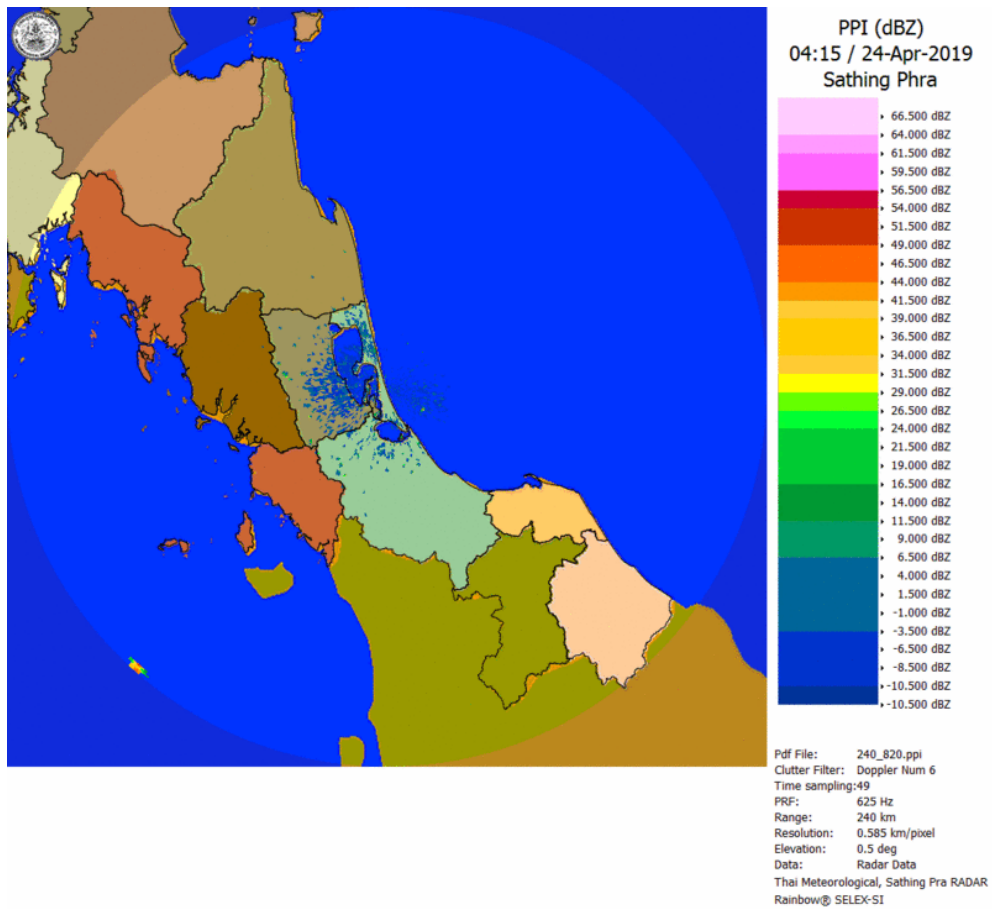 PPI (dBZ)
04:15 / 24-Apr-2019
Sathing Phra
66.500 dBZ
64.000 dBZ
61.500 dBZ
59.500 dBZ
56.500 dBZ
54.000 dBZ
51.500 dBZ
49.000 dBZ
46.500 dBZ
44.000 dBZ
41.500 dBZ
39.000 dBZ
36.500 dBZ
34.000 dBZ
31.500 dBZ
29.000 dBZ
26.500 dBZ
24.000 dBZ
21.500 dBZ
19.000 dBZ
16.500 dBZ
14.000 dBZ
11.500 dBZ
9.000 dBZ
6.500 dBZ
4.000 dBZ
1.500 dBZ
-1.000 dBZ
-3.500 dBZ
-6.500 dBZ
-8.500 dBZ
-10.500 dBZ
-10.500 dBZ
Pdf File: 240_820.ppi
Clutter Filter: Doppler Num 6
Time sampling:49
PRF: 625 Hz
Range: 240 km
Resolution: 0.585 km/pixel
Elevation: 0.5 deg
Data: Radar Data
Thai Meteorological, Sathing Pra RADAR
Rainbow® SELEX-SI